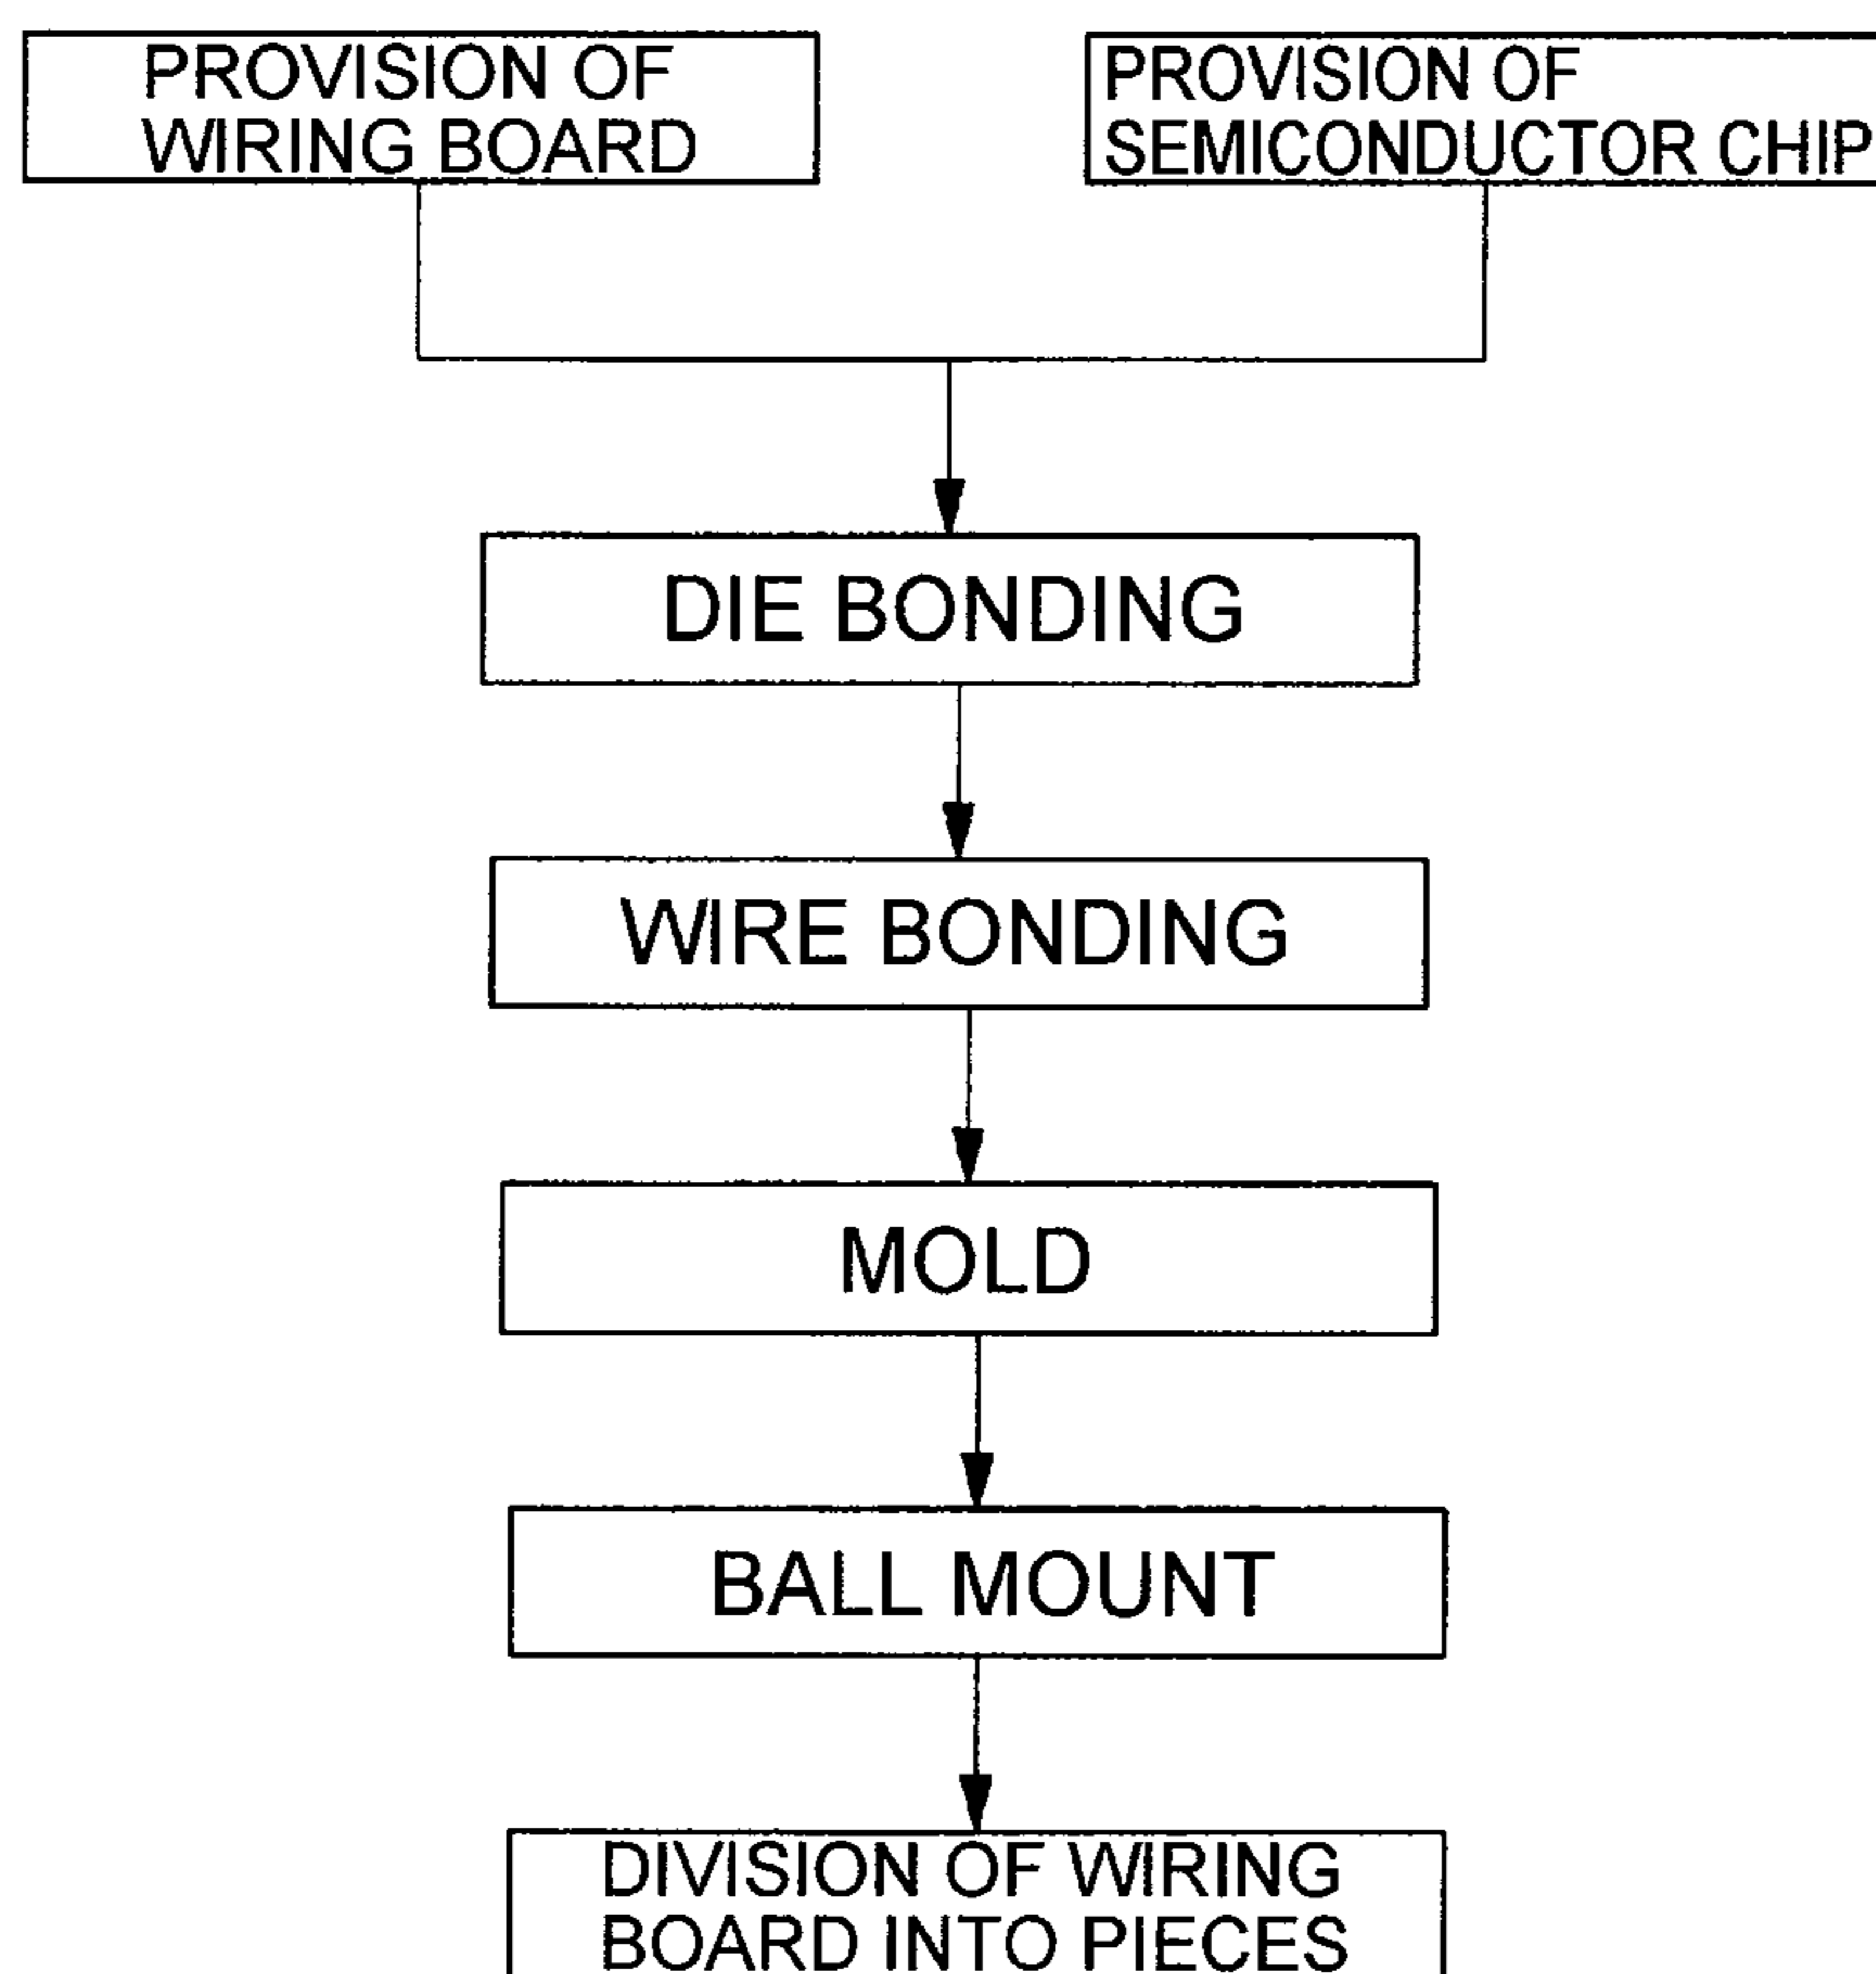 PROVISION OF
WIRING BOARD
PROVISION OF
SEMICONDUCTOR CHIP
DIE BONDING
WIRE BONDING
MOLD
BALL MOUNT
DIVISION OF WIRING
BOARD INTO PIECES